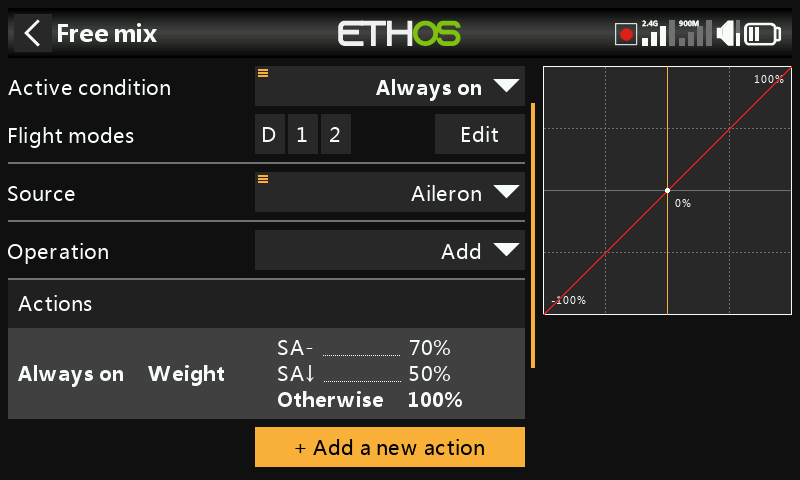 Free mix
ETHOS
2.4G
900M
Active condition
Always on
Flight modes
D 1 2
Edit
Source
Aileron
Operation
Add
Actions
Always on Weight
SA- 70%
SA↓ 50%
Otherwise 100%
+ Add a new action
100%
0%
-100%